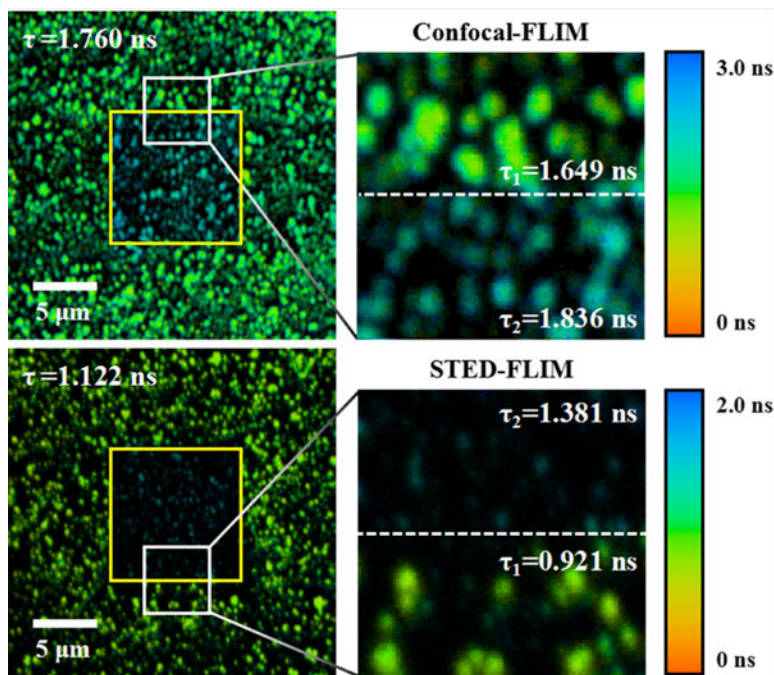 τ =1.760 ns
Confocal-FLIM
3.0 ns
τ₁=1.649 ns
5 μm
τ₂=1.836 ns
0 ns
τ =1.122 ns
STED-FLIM
τ₂=1.381 ns
2.0 ns
τ₁=0.921 ns
5 μm
0 ns